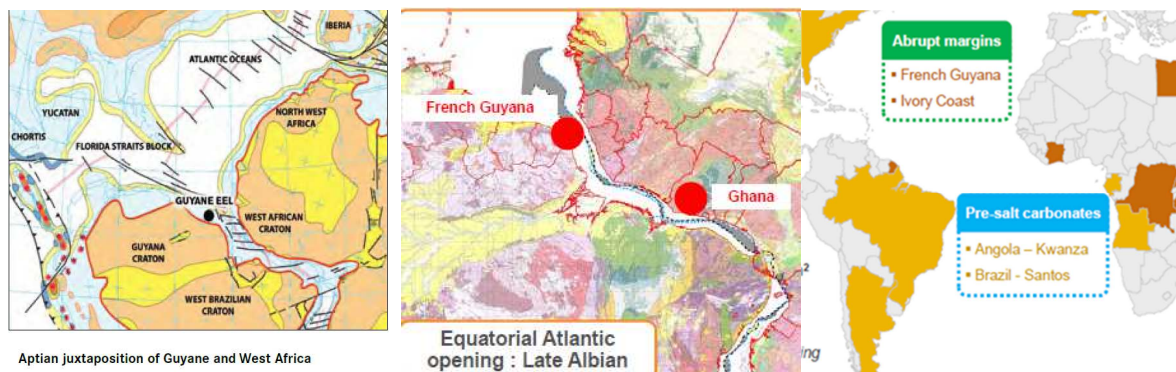 IBERIA
ATLANTIC OCEANS
YUCATAN
NORTH WEST
AFRICA
CHORTIS
FLORIDA STRAITS BLOCK
GUYANE EEL
WEST AFRICAN
CRATON
GUYANA
CRATON
WEST BRAZILIAN
CRATON
Aptian juxtaposition of Guyane and West Africa
French Guyana
Ghana
Equatorial Atlantic
opening : Late Albian
Abrupt margins
▪ French Guyana
▪ Ivory Coast
Pre-salt carbonates
▪ Angola – Kwanza
▪ Brazil - Santos
2